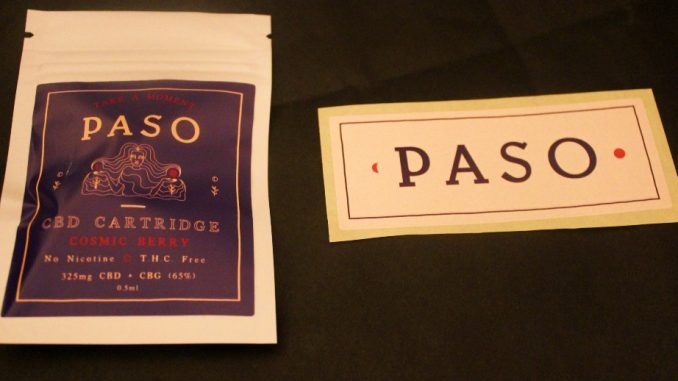 TAKE A MOMENT
PASO
CBD CARTRIDGE
COSMIC BERRY
No Nicotine T.H.C. Free
325mg CBD + CBG (65%)
0.5ml
PASO